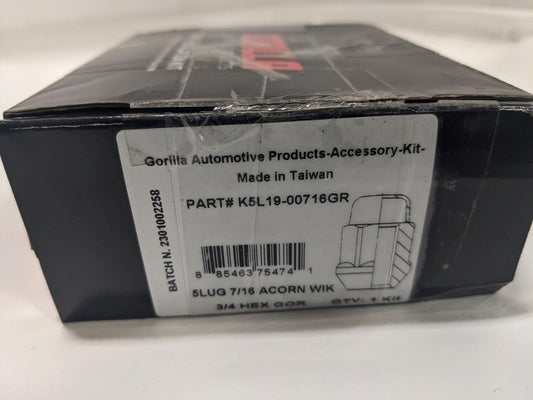 Gorilla Automotive Products-Accessory-Kit-
Made in Taiwan
PART# K5L19-00716GR
BATCH N. 2301002258
8 85463 75474 1
5LUG 7/16 ACORN WIK
3/4 HEX GOR QTY: 1 Kit